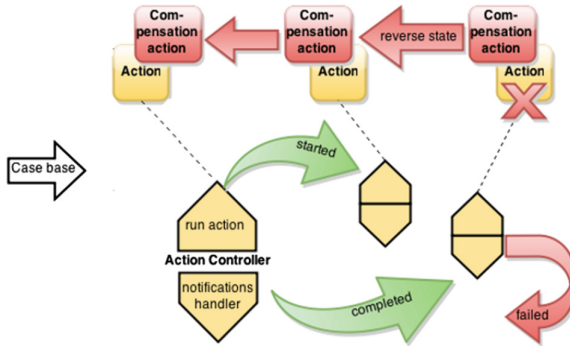 Com-
pensation
action
Com-
pensation
action
reverse state
Com-
pensation
action
Action
Action
Action
started
Case base
run action
Action Controller
notifications
handler
completed
failed